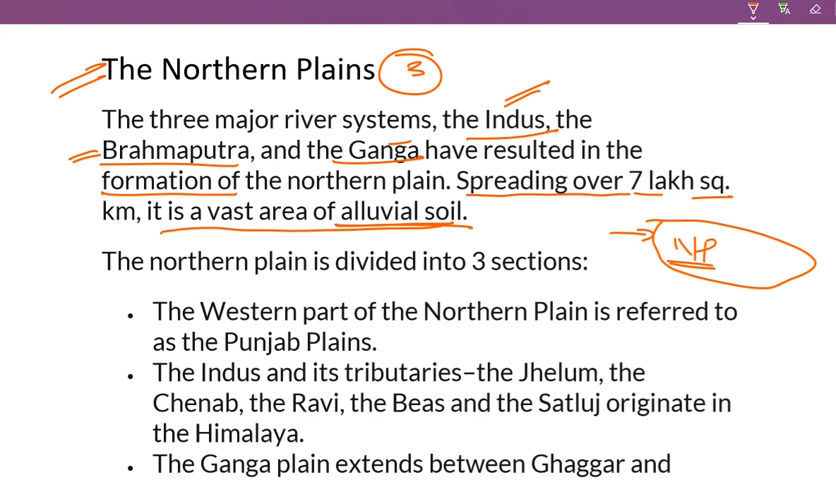 The Northern Plains 3
The three major river systems, the Indus, the
Brahmaputra, and the Ganga have resulted in the
formation of the northern plain. Spreading over 7 lakh sq.
km, it is a vast area of alluvial soil.
NP
The northern plain is divided into 3 sections:
• The Western part of the Northern Plain is referred to
as the Punjab Plains.
• The Indus and its tributaries–the Jhelum, the
Chenab, the Ravi, the Beas and the Satluj originate in
the Himalaya.
• The Ganga plain extends between Ghaggar and